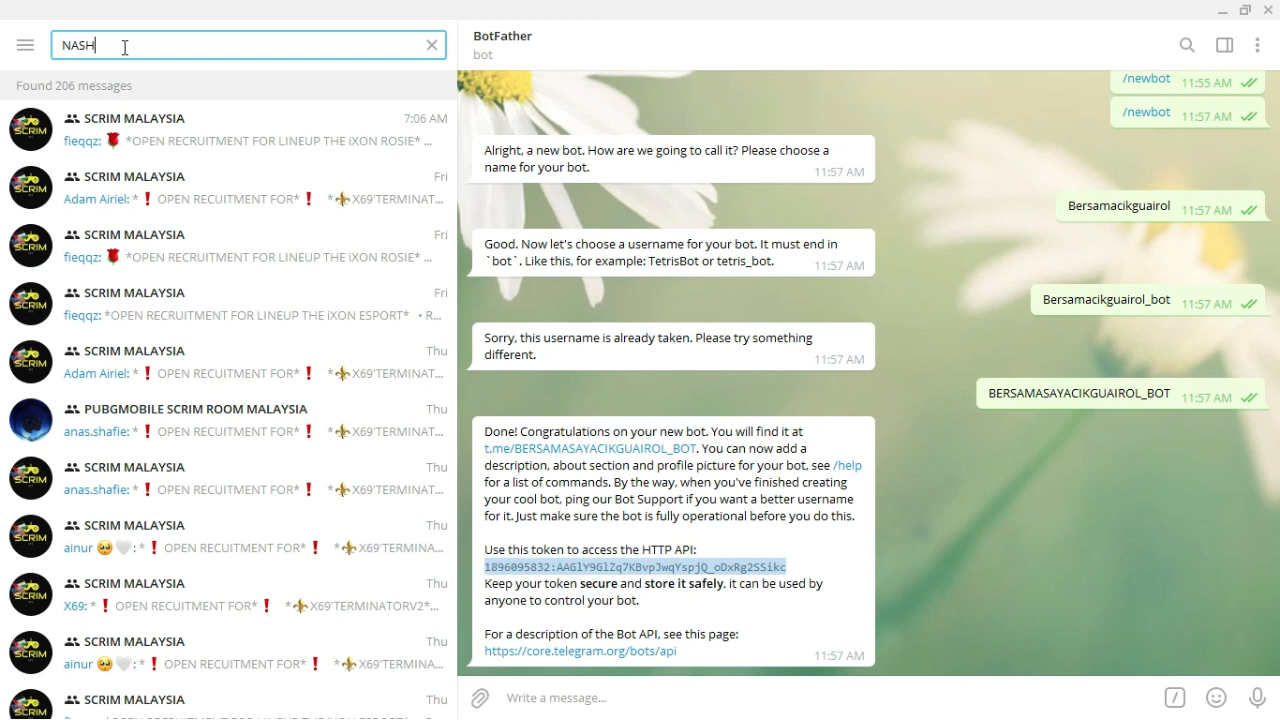 NASH
Found 206 messages
SCRIM MALAYSIA 7:06 AM
fieqqz: 🌹 *OPEN RECRUITMENT FOR LINEUP THE iXON ROSIE* ...
SCRIM MALAYSIA Fri
Adam Airiel: *❗ OPEN RECUITMENT FOR*❗ *⚜X69'TERMINAT...
SCRIM MALAYSIA Fri
fieqqz: 🌹 *OPEN RECRUITMENT FOR LINEUP THE iXON ROSIE* ...
SCRIM MALAYSIA Fri
fieqqz: *OPEN RECRUITMENT FOR LINEUP THE iXON ESPORT* • R...
SCRIM MALAYSIA Thu
Adam Airiel: *❗ OPEN RECUITMENT FOR*❗ *⚜X69'TERMINAT...
PUBGMOBILE SCRIM ROOM MALAYSIA Thu
anas.shafie: *❗ OPEN RECUITMENT FOR*❗ *⚜X69'TERMINAT...
SCRIM MALAYSIA Thu
anas.shafie: *❗ OPEN RECUITMENT FOR*❗ *⚜X69'TERMINAT...
SCRIM MALAYSIA Thu
ainur 🥺🤍: *❗ OPEN RECUITMENT FOR*❗ *⚜X69'TERMINA...
SCRIM MALAYSIA Thu
X69: *❗ OPEN RECUITMENT FOR*❗ *⚜X69'TERMINATORV2*...
SCRIM MALAYSIA Thu
ainur 🥺🤍: *❗ OPEN RECUITMENT FOR*❗ *⚜X69'TERMINA...
SCRIM MALAYSIA Thu
BotFather
bot
/newbot 11:55 AM
/newbot 11:57 AM
Alright, a new bot. How are we going to call it? Please choose a
name for your bot. 11:57 AM
Bersamacikguairol 11:57 AM
Good. Now let's choose a username for your bot. It must end in
`bot`. Like this, for example: TetrisBot or tetris_bot. 11:57 AM
Bersamacikguairol_bot 11:57 AM
Sorry, this username is already taken. Please try something
different. 11:57 AM
BERSAMASAYACIKGUAIROL_BOT 11:57 AM
Done! Congratulations on your new bot. You will find it at
t.me/BERSAMASAYACIKGUAIROL_BOT. You can now add a
description, about section and profile picture for your bot, see /help
for a list of commands. By the way, when you've finished creating
your cool bot, ping our Bot Support if you want a better username
for it. Just make sure the bot is fully operational before you do this.
Use this token to access the HTTP API:
1896095832:AAGlY9GlZq7KBvpJwqYspjQ_oDxRg2SSikc
Keep your token secure and store it safely, it can be used by
anyone to control your bot.
For a description of the Bot API, see this page:
https://core.telegram.org/bots/api 11:57 AM
Write a message...